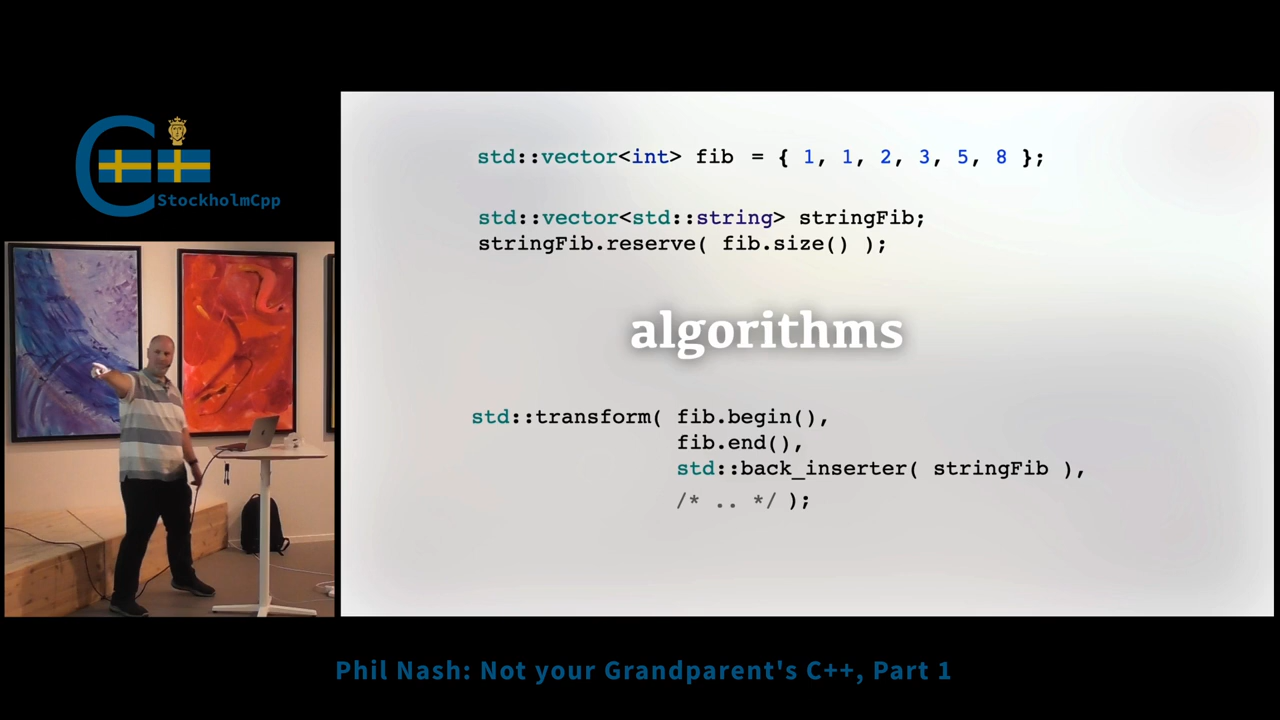 StockholmCpp
std::vector<int> fib = { 1, 1, 2, 3, 5, 8 };
std::vector<std::string> stringFib;
stringFib.reserve( fib.size() );
algorithms
std::transform( fib.begin(),
fib.end(),
std::back_inserter( stringFib ),
/* .. */ );
Phil Nash: Not your Grandparent's C++, Part 1